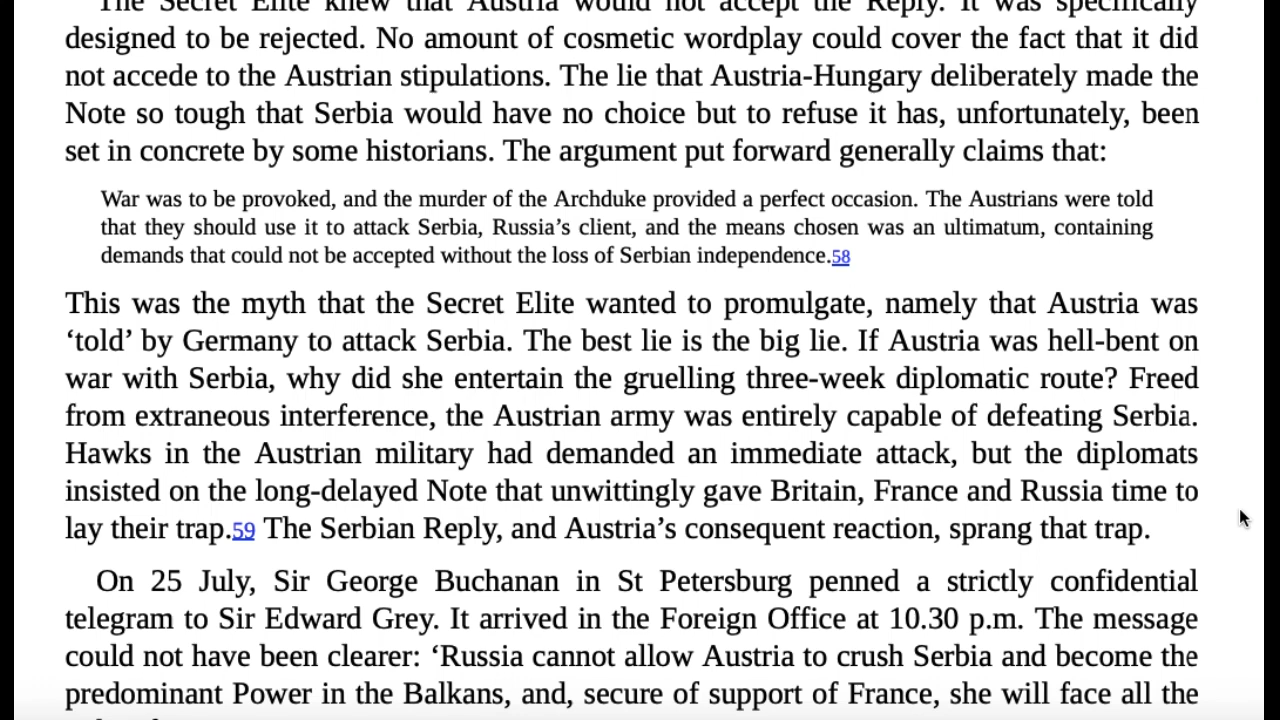 The Secret Elite knew that Austria would not accept the Reply. It was specifically
designed to be rejected. No amount of cosmetic wordplay could cover the fact that it did
not accede to the Austrian stipulations. The lie that Austria-Hungary deliberately made the
Note so tough that Serbia would have no choice but to refuse it has, unfortunately, been
set in concrete by some historians. The argument put forward generally claims that:
War was to be provoked, and the murder of the Archduke provided a perfect occasion. The Austrians were told
that they should use it to attack Serbia, Russia’s client, and the means chosen was an ultimatum, containing
demands that could not be accepted without the loss of Serbian independence.58
This was the myth that the Secret Elite wanted to promulgate, namely that Austria was
‘told’ by Germany to attack Serbia. The best lie is the big lie. If Austria was hell-bent on
war with Serbia, why did she entertain the gruelling three-week diplomatic route? Freed
from extraneous interference, the Austrian army was entirely capable of defeating Serbia.
Hawks in the Austrian military had demanded an immediate attack, but the diplomats
insisted on the long-delayed Note that unwittingly gave Britain, France and Russia time to
lay their trap.59 The Serbian Reply, and Austria’s consequent reaction, sprang that trap.
On 25 July, Sir George Buchanan in St Petersburg penned a strictly confidential
telegram to Sir Edward Grey. It arrived in the Foreign Office at 10.30 p.m. The message
could not have been clearer: ‘Russia cannot allow Austria to crush Serbia and become the
predominant Power in the Balkans, and, secure of support of France, she will face all the